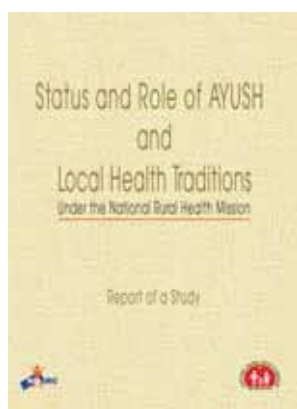 Status and Role of AYUSH
and
Local Health Traditions
Under the National Rural Health Mission
Report of a Study